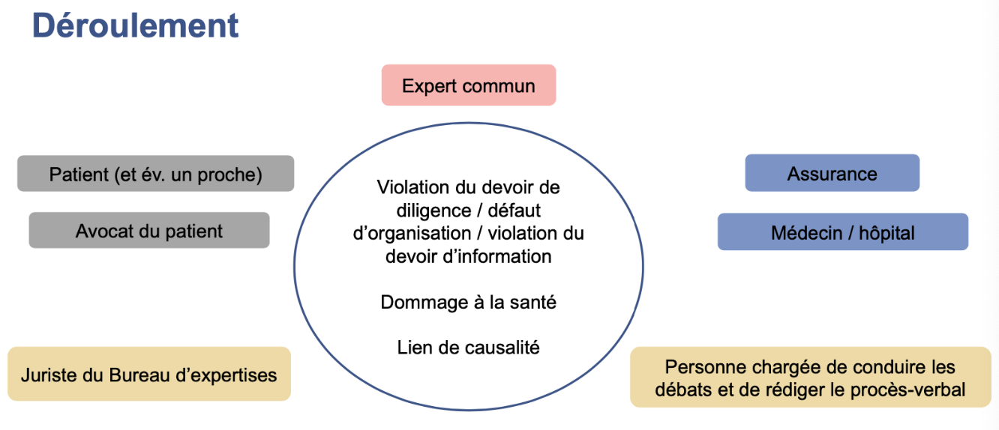 Déroulement
Expert commun
Patient (et év. un proche)
Avocat du patient
Violation du devoir de
diligence / défaut
d’organisation / violation du
devoir d’information
Dommage à la santé
Lien de causalité
Assurance
Médecin / hôpital
Juriste du Bureau d’expertises
Personne chargée de conduire les
débats et de rédiger le procès-verbal